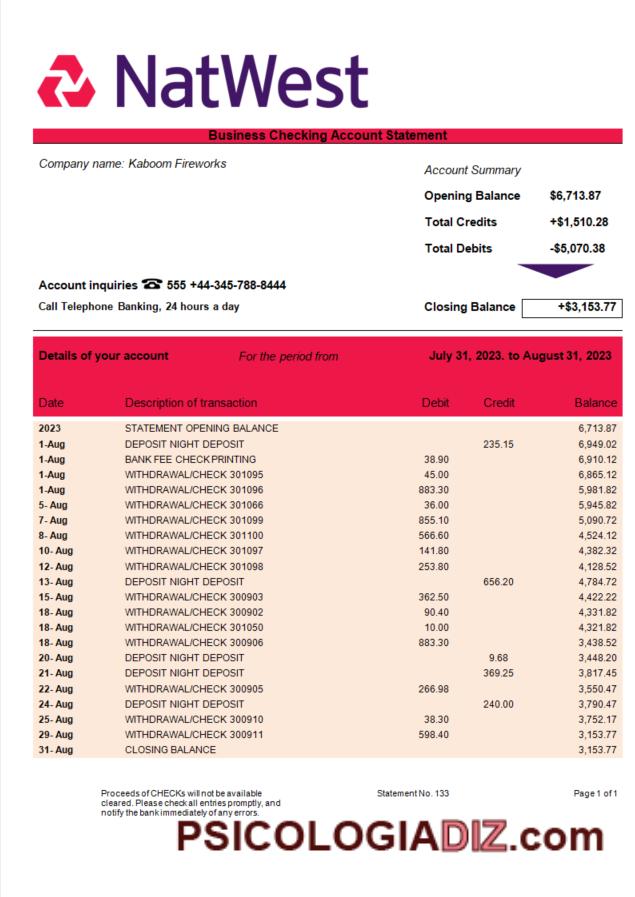 NatWest
Business Checking Account Statement
Company name: Kaboom Fireworks
Account Summary
Opening Balance $6,713.87
Total Credits +$1,510.28
Total Debits -$5,070.38
Account inquiries ☎ 555 +44-345-788-8444
Call Telephone Banking, 24 hours a day
Closing Balance +$3,153.77
Details of your account For the period from July 31, 2023. to August 31, 2023
Date Description of transaction Debit Credit Balance
2023 STATEMENT OPENING BALANCE 6,713.87
1-Aug DEPOSIT NIGHT DEPOSIT 235.15 6,949.02
1-Aug BANK FEE CHECK PRINTING 38.90 6,910.12
1-Aug WITHDRAWAL/CHECK 301095 45.00 6,865.12
1-Aug WITHDRAWAL/CHECK 301096 883.30 5,981.82
5- Aug WITHDRAWAL/CHECK 301066 36.00 5,945.82
7- Aug WITHDRAWAL/CHECK 301099 855.10 5,090.72
8- Aug WITHDRAWAL/CHECK 301100 566.60 4,524.12
10- Aug WITHDRAWAL/CHECK 301097 141.80 4,382.32
12- Aug WITHDRAWAL/CHECK 301098 253.80 4,128.52
13- Aug DEPOSIT NIGHT DEPOSIT 656.20 4,784.72
15- Aug WITHDRAWAL/CHECK 300903 362.50 4,422.22
18- Aug WITHDRAWAL/CHECK 300902 90.40 4,331.82
18- Aug WITHDRAWAL/CHECK 301050 10.00 4,321.82
18- Aug WITHDRAWAL/CHECK 300906 883.30 3,438.52
20- Aug DEPOSIT NIGHT DEPOSIT 9.68 3,448.20
21- Aug DEPOSIT NIGHT DEPOSIT 369.25 3,817.45
22- Aug WITHDRAWAL/CHECK 300905 266.98 3,550.47
24- Aug DEPOSIT NIGHT DEPOSIT 240.00 3,790.47
25- Aug WITHDRAWAL/CHECK 300910 38.30 3,752.17
29- Aug WITHDRAWAL/CHECK 300911 598.40 3,153.77
31- Aug CLOSING BALANCE 3,153.77
Proceeds of CHECKs will not be available Statement No. 133 Page 1 of 1
cleared. Please check all entries promptly, and
notify the bank immediately of any errors.
PSICOLOGIADIZ.com